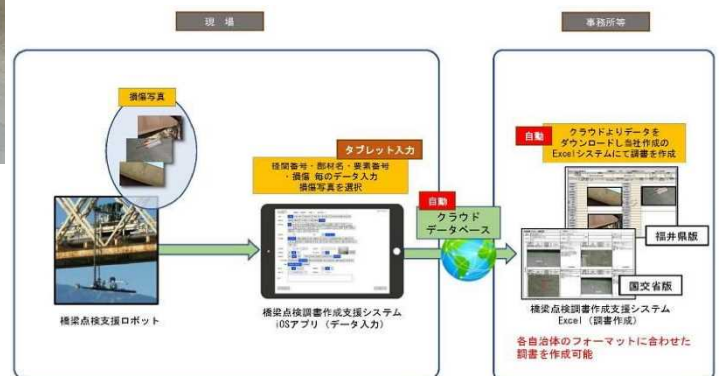 現 場
事務所等
損傷写真
タブレット入力
径間番号・部材名・要素番号
・損傷 毎のデータ入力
損傷写真を選択
自動
クラウド
データベース
自動
クラウドよりデータを
ダウンロードし当社作成の
Excelシステムにて調書を作成
福井県版
国交省版
橋梁点検支援ロボット
橋梁点検調書作成支援システム
iOSアプリ（データ入力）
橋梁点検調書作成支援システム
Excel（調書作成）
各自治体のフォーマットに合わせた
調書を作成可能